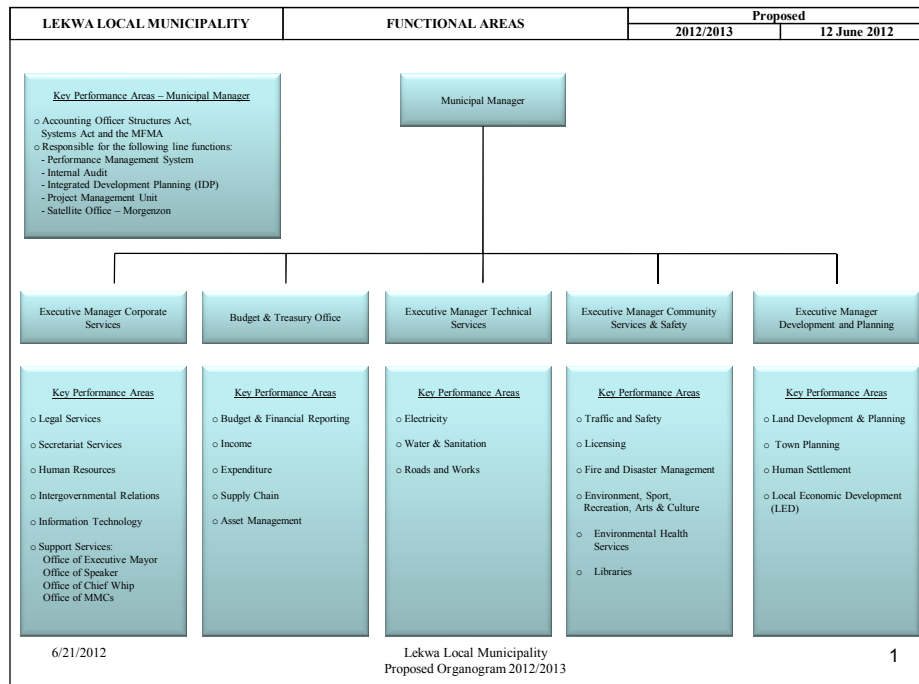 LEKWA LOCAL MUNICIPALITY
FUNCTIONAL AREAS
Proposed
2012/2013
12 June 2012
Key Performance Areas – Municipal Manager
o Accounting Officer Structures Act,
Systems Act and the MFMA
o Responsible for the following line functions:
- Performance Management System
- Internal Audit
- Integrated Development Planning (IDP)
- Project Management Unit
- Satellite Office – Morgenzon
Municipal Manager
Executive Manager Corporate
Services
Budget & Treasury Office
Executive Manager Technical
Services
Executive Manager Community
Services & Safety
Executive Manager
Development and Planning
Key Performance Areas
o Legal Services
o Secretariat Services
o Human Resources
o Intergovernmental Relations
o Information Technology
o Support Services:
Office of Executive Mayor
Office of Speaker
Office of Chief Whip
Office of MMCs
Key Performance Areas
o Budget & Financial Reporting
o Income
o Expenditure
o Supply Chain
o Asset Management
Key Performance Areas
o Electricity
o Water & Sanitation
o Roads and Works
Key Performance Areas
o Traffic and Safety
o Licensing
o Fire and Disaster Management
o Environment, Sport,
Recreation, Arts & Culture
o Environmental Health
Services
o Libraries
Key Performance Areas
o Land Development & Planning
o Town Planning
o Human Settlement
o Local Economic Development
(LED)
6/21/2012
Lekwa Local Municipality
Proposed Organogram 2012/2013
1